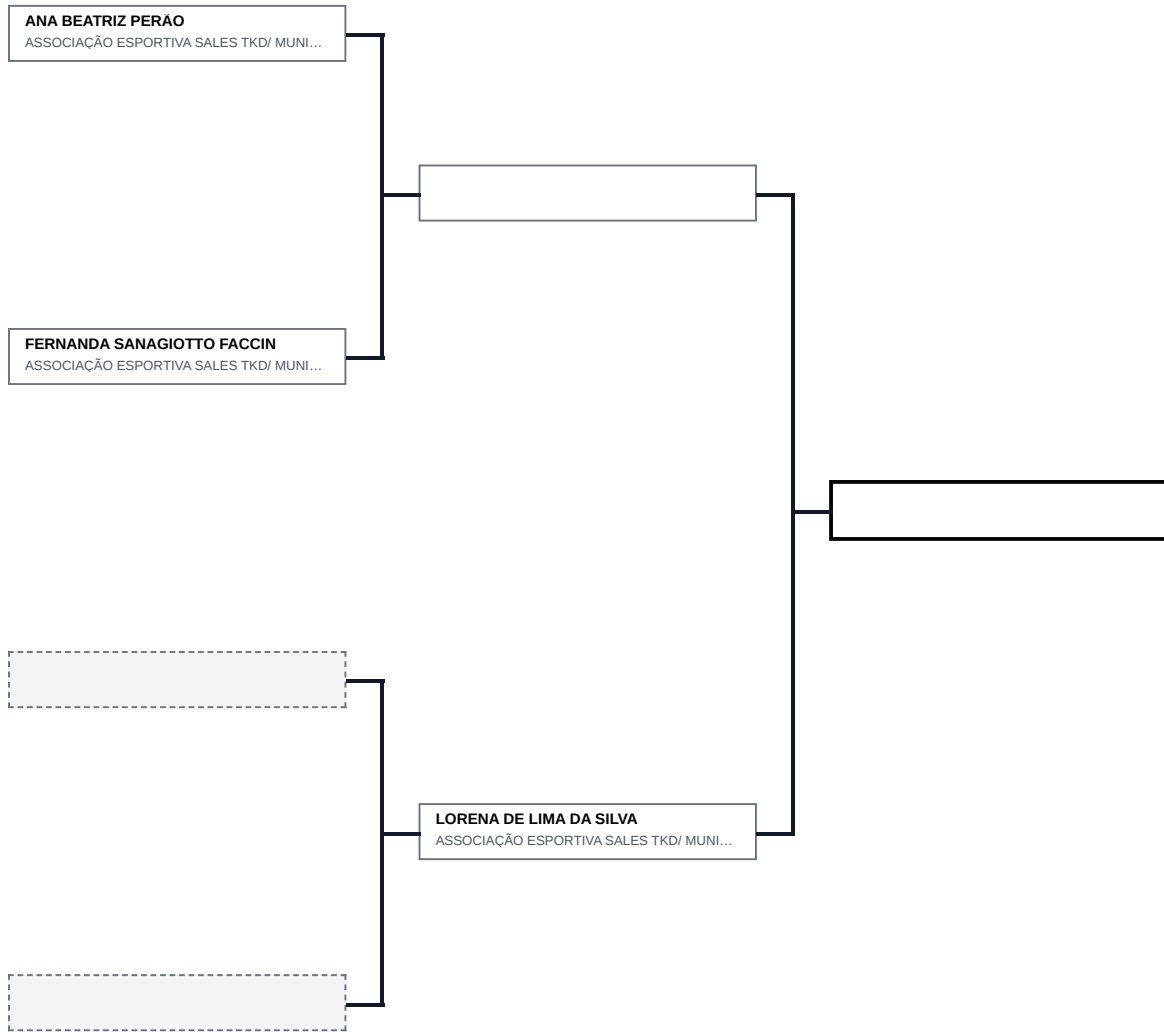 ANA BEATRIZ PERÃO
ASSOCIAÇÃO ESPORTIVA SALES TKD/ MUNI…
FERNANDA SANAGIOTTO FACCIN
ASSOCIAÇÃO ESPORTIVA SALES TKD/ MUNI…
LORENA DE LIMA DA SILVA
ASSOCIAÇÃO ESPORTIVA SALES TKD/ MUNI…